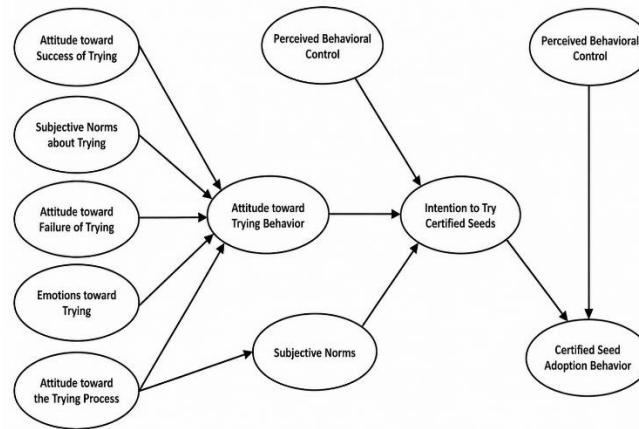 Attitude toward
Success of Trying
Subjective Norms
about Trying
Attitude toward
Failure of Trying
Emotions toward
Trying
Attitude toward
the Trying Process
Perceived Behavioral
Control
Attitude toward
Trying Behavior
Subjective Norms
Intention to Try
Certified Seeds
Perceived Behavioral
Control
Certified Seed
Adoption Behavior